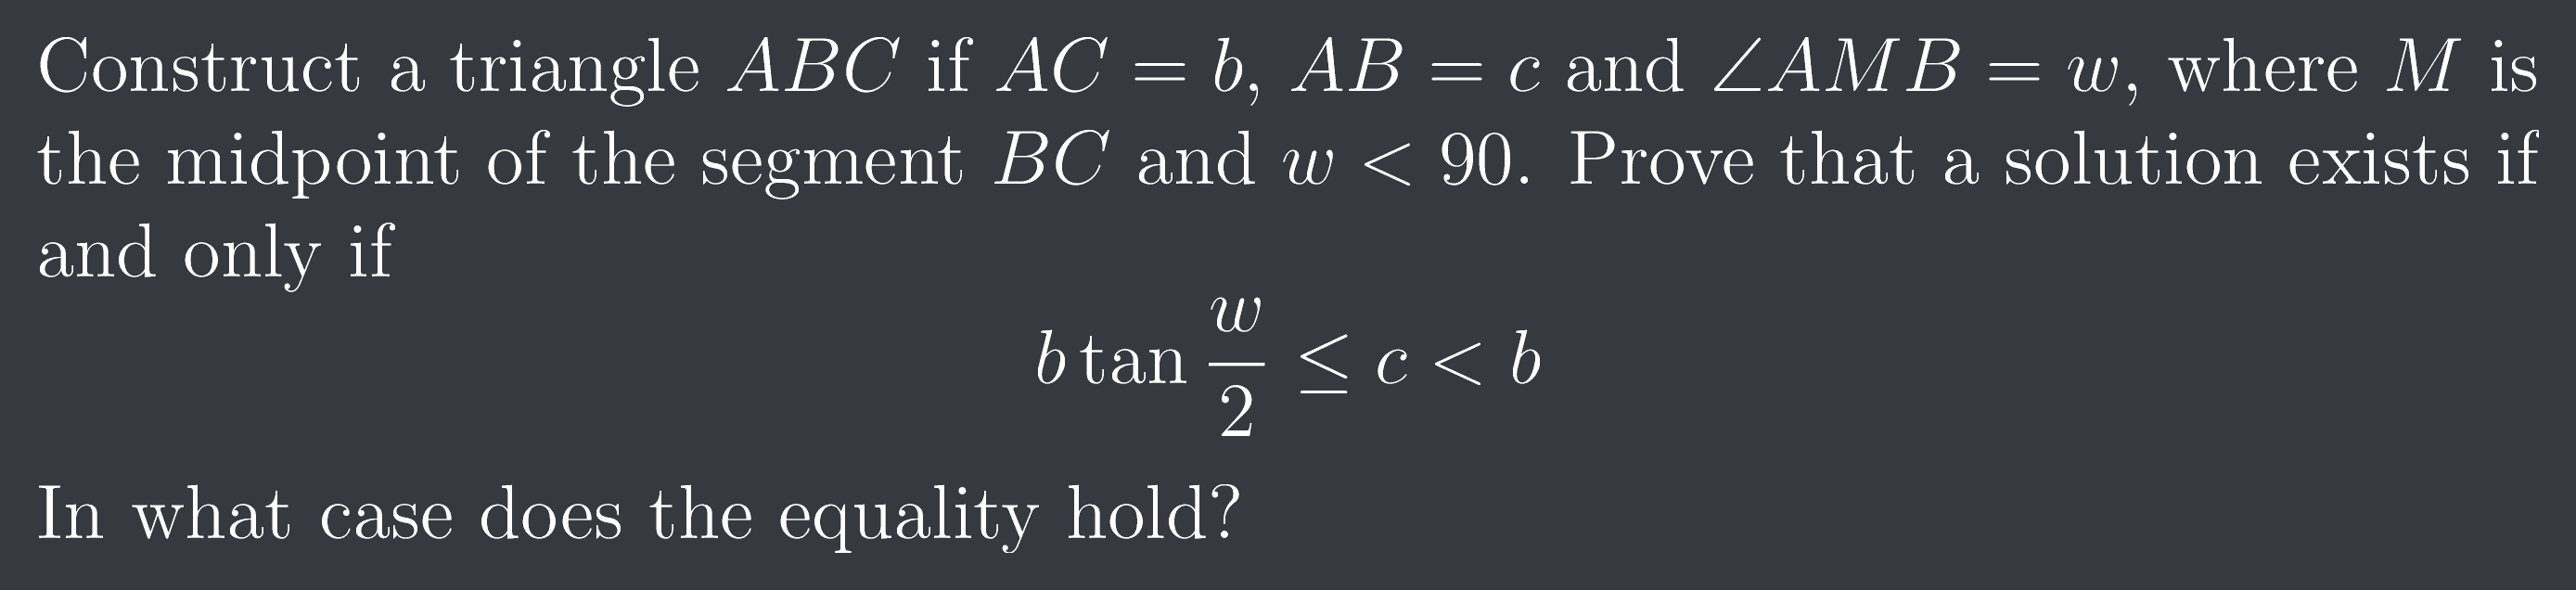 Construct a triangle ABC if AC = b, AB = c and ∠AMB = w, where M is
the midpoint of the segment BC and w < 90. Prove that a solution exists if
and only if
b tan w/2 ≤ c < b
In what case does the equality hold?